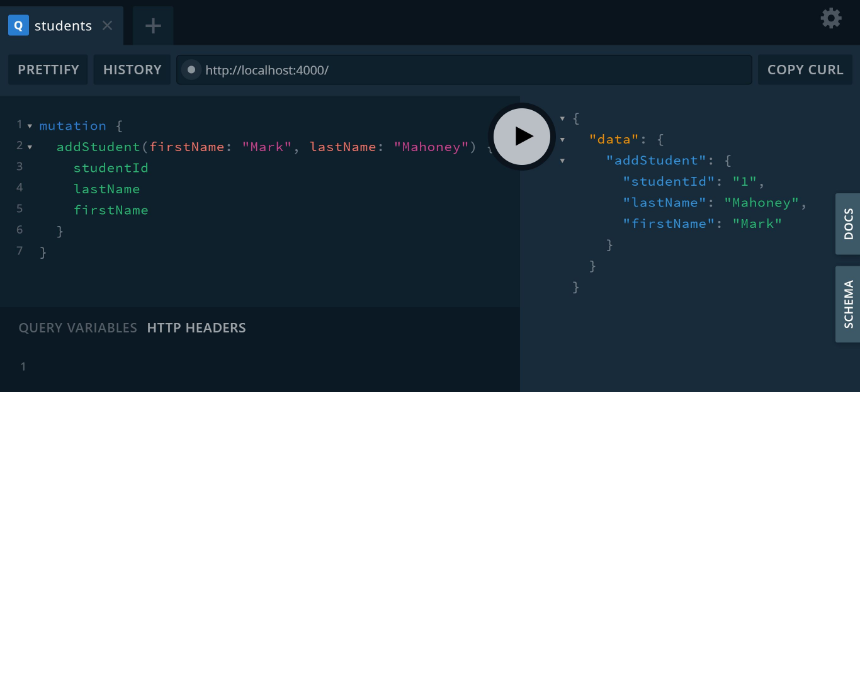 Q students
PRETTIFY HISTORY http://localhost:4000/ COPY CURL
1 mutation {
2 addStudent(firstName: "Mark", lastName: "Mahoney") {
3 studentId
4 lastName
5 firstName
6 }
7 }
{
"data": {
"addStudent": {
"studentId": "1",
"lastName": "Mahoney",
"firstName": "Mark"
}
}
}
DOCS
SCHEMA
QUERY VARIABLES HTTP HEADERS
1